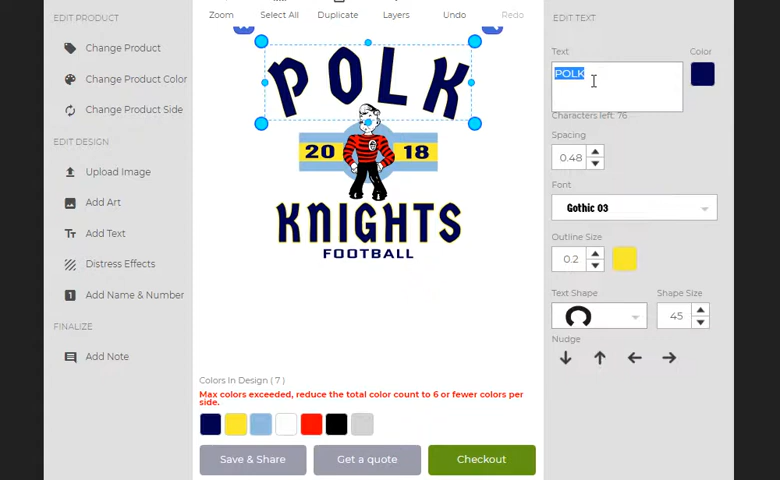 Zoom Select All Duplicate Layers Undo Redo
EDIT PRODUCT
Change Product
Change Product Color
Change Product Side
EDIT DESIGN
Upload Image
Add Art
Add Text
Distress Effects
Add Name & Number
FINALIZE
Add Note
POLK
20 18
KNIGHTS
FOOTBALL
Colors In Design ( 7 )
Max colors exceeded, reduce the total color count to 6 or fewer colors per
side.
Save & Share Get a quote Checkout
EDIT TEXT
Text Color
POLK
Characters left: 76
Spacing
0.48
Font
Gothic 03
Outline Size
0.2
Text Shape Shape Size
45
Nudge